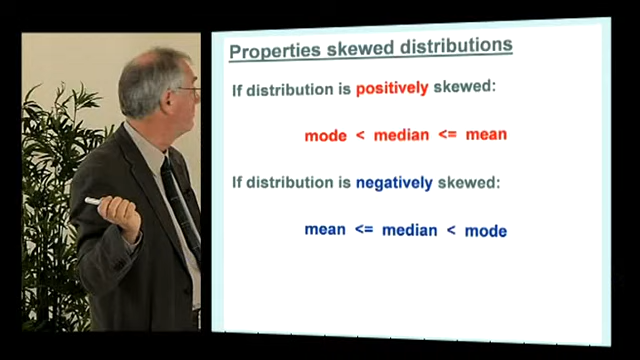 Properties skewed distributions
If distribution is positively skewed:
mode < median <= mean
If distribution is negatively skewed:
mean <= median < mode